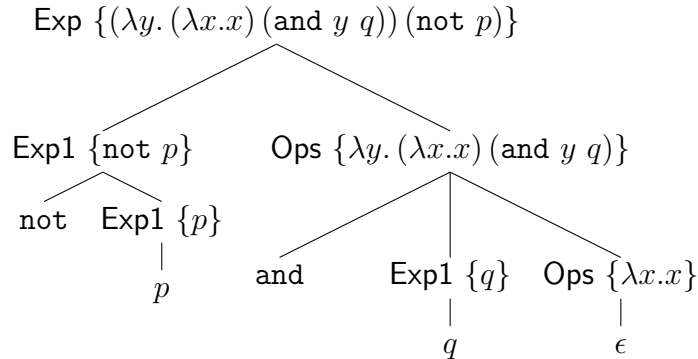 Exp {(λy. (λx.x) (and y q)) (not p)}
Exp1 {not p} Ops {λy. (λx.x) (and y q)}
not Exp1 {p}
and Exp1 {q} Ops {λx.x}
p
q ϵ